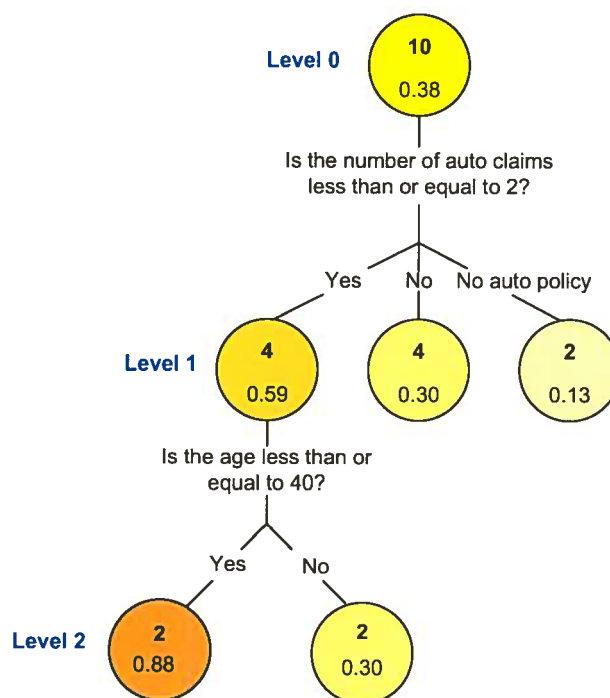 Level 0
10
0.38
Is the number of auto claims
less than or equal to 2?
Yes
No
No auto policy
Level 1
4
0.59
4
0.30
2
0.13
Is the age less than or
equal to 40?
Yes
No
Level 2
2
0.88
2
0.30